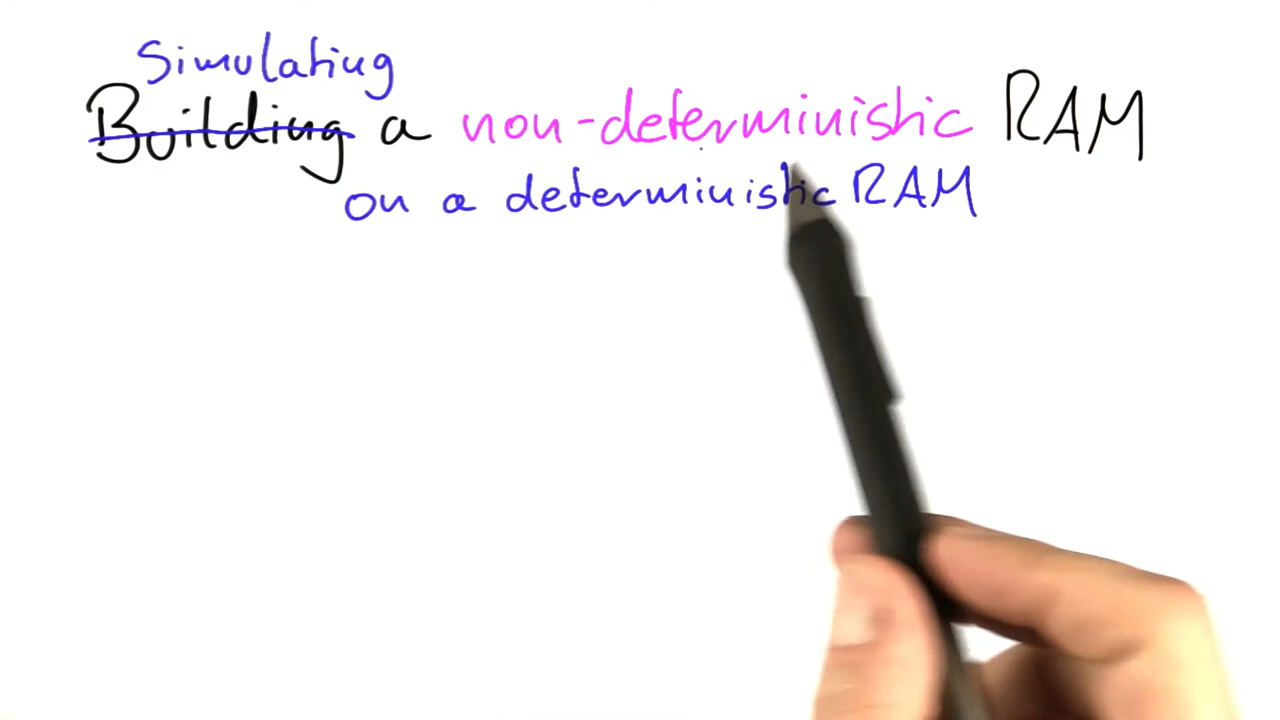 Simulating
Building a non-deterministic RAM
on a deterministic RAM